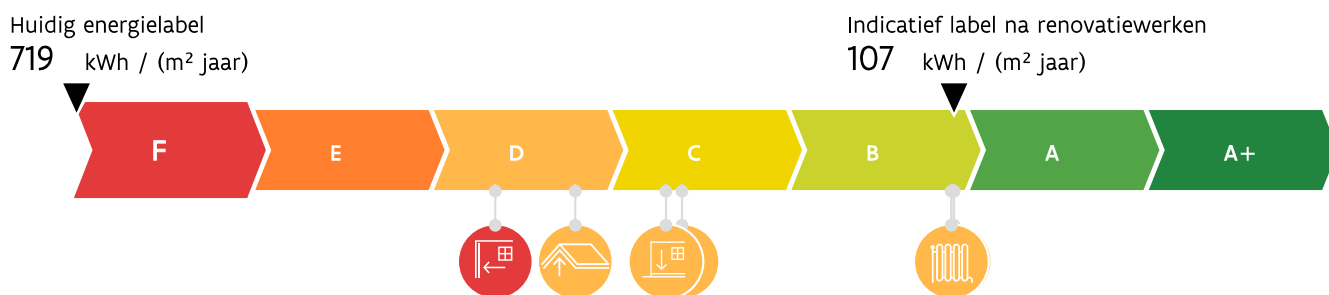 Huidig energielabel
719 kWh / (m² jaar)
Indicatief label na renovatiewerken
107 kWh / (m² jaar)
F E D C B A A+